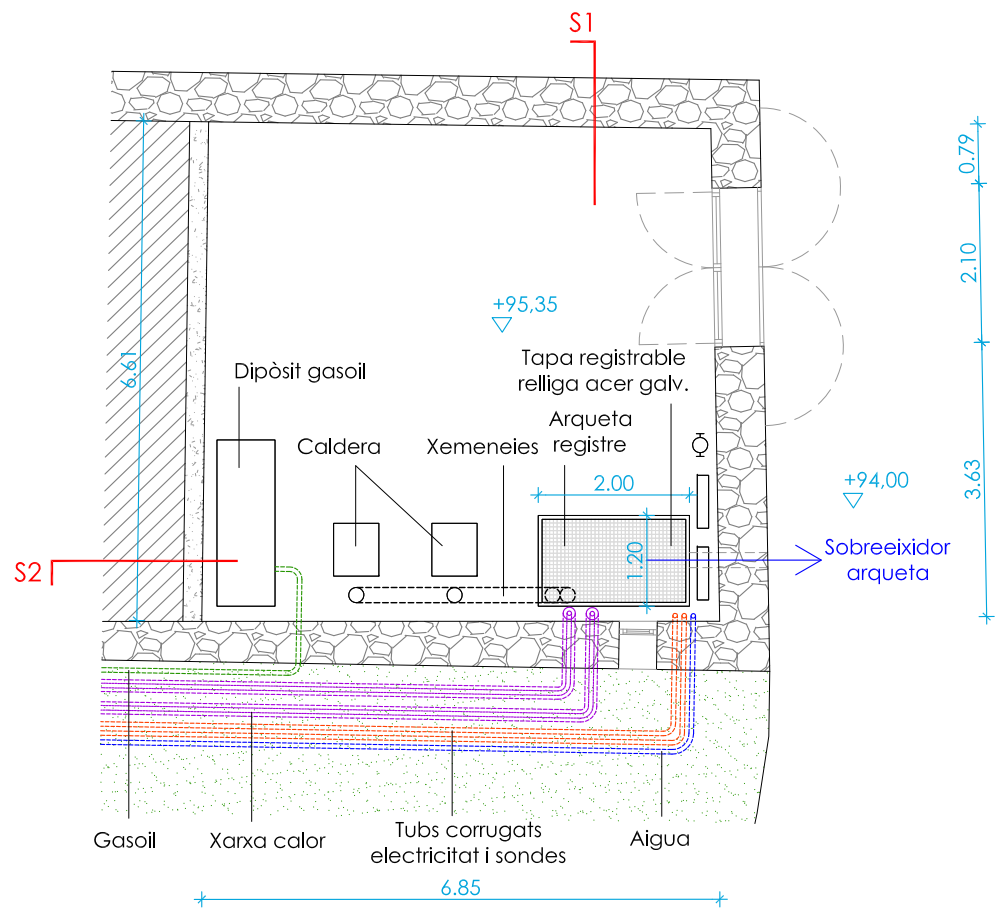 S1
0.79
2.10
+95,35
6.61
Dipòsit gasoil
Tapa registrable
relliga acer galv.
Arqueta
registre
Caldera
Xemeneies
2.00
+94,00
3.63
1.20
Sobreeixidor
arqueta
S2
Gasoil
Xarxa calor
Tubs corrugats
electricitat i sondes
Aigua
6.85